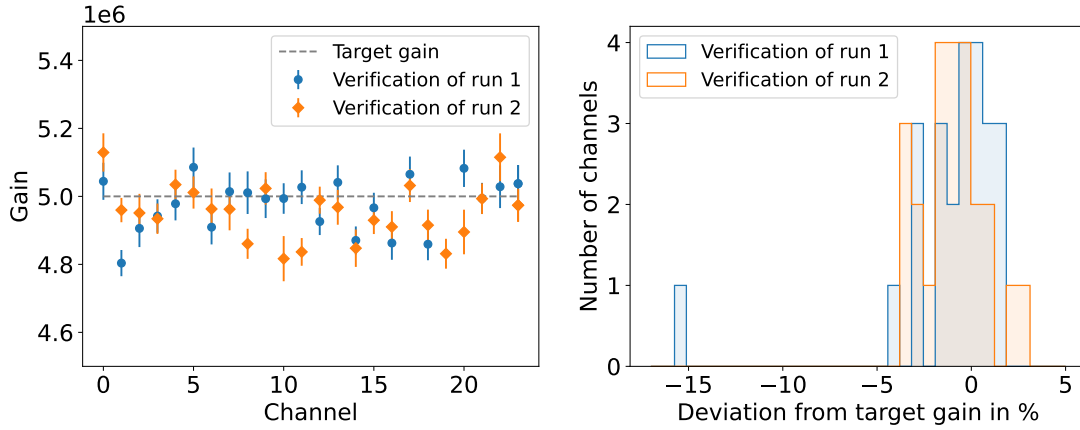 1e6
5.4
5.2
5.0
4.8
4.6
Gain
0 5 10 15 20
Channel
Target gain
Verification of run 1
Verification of run 2
4
3
2
1
0
Number of channels
−15 −10 −5 0 5
Deviation from target gain in %
Verification of run 1
Verification of run 2